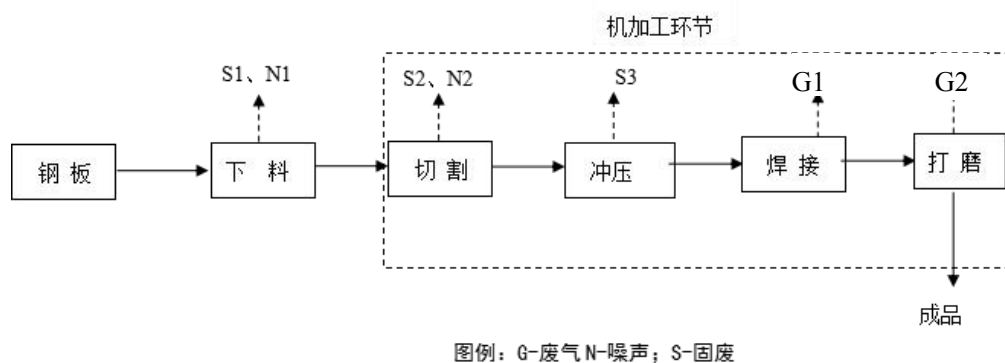 机加工环节
S1、N1
S2、N2
S3
G1
G2
钢 板
下 料
切 割
冲压
焊 接
打 磨
成品
图例：G-废气 N-噪声；S-固废